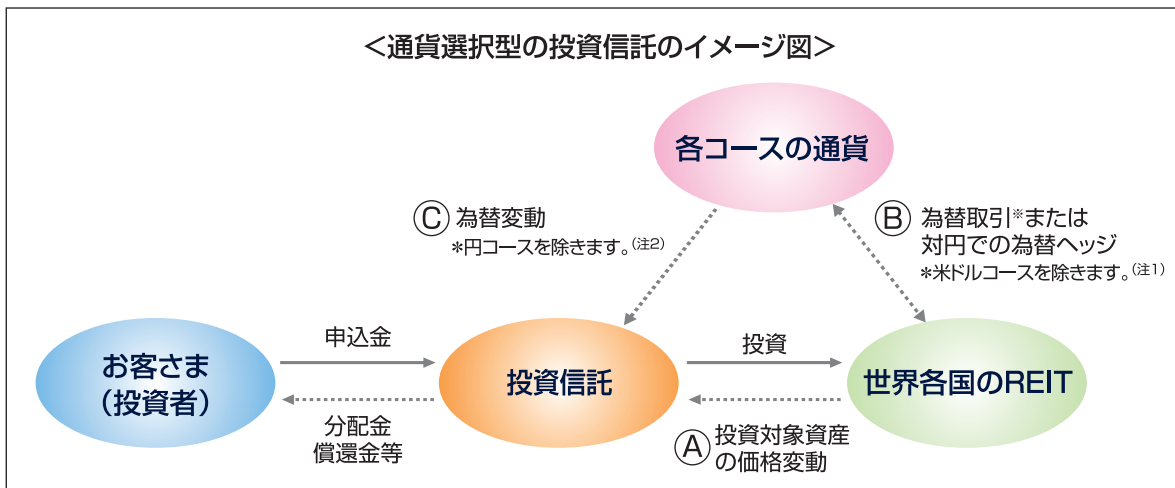 ＜通貨選択型の投資信託のイメージ図＞
各コースの通貨
Ⓒ 為替変動
＊円コースを除きます。(注2)
Ⓑ 為替取引※または
対円での為替ヘッジ
＊米ドルコースを除きます。(注1)
お客さま
（投資者）
申込金
分配金
償還金等
投資信託
投資
Ⓐ 投資対象資産
の価格変動
世界各国のREIT